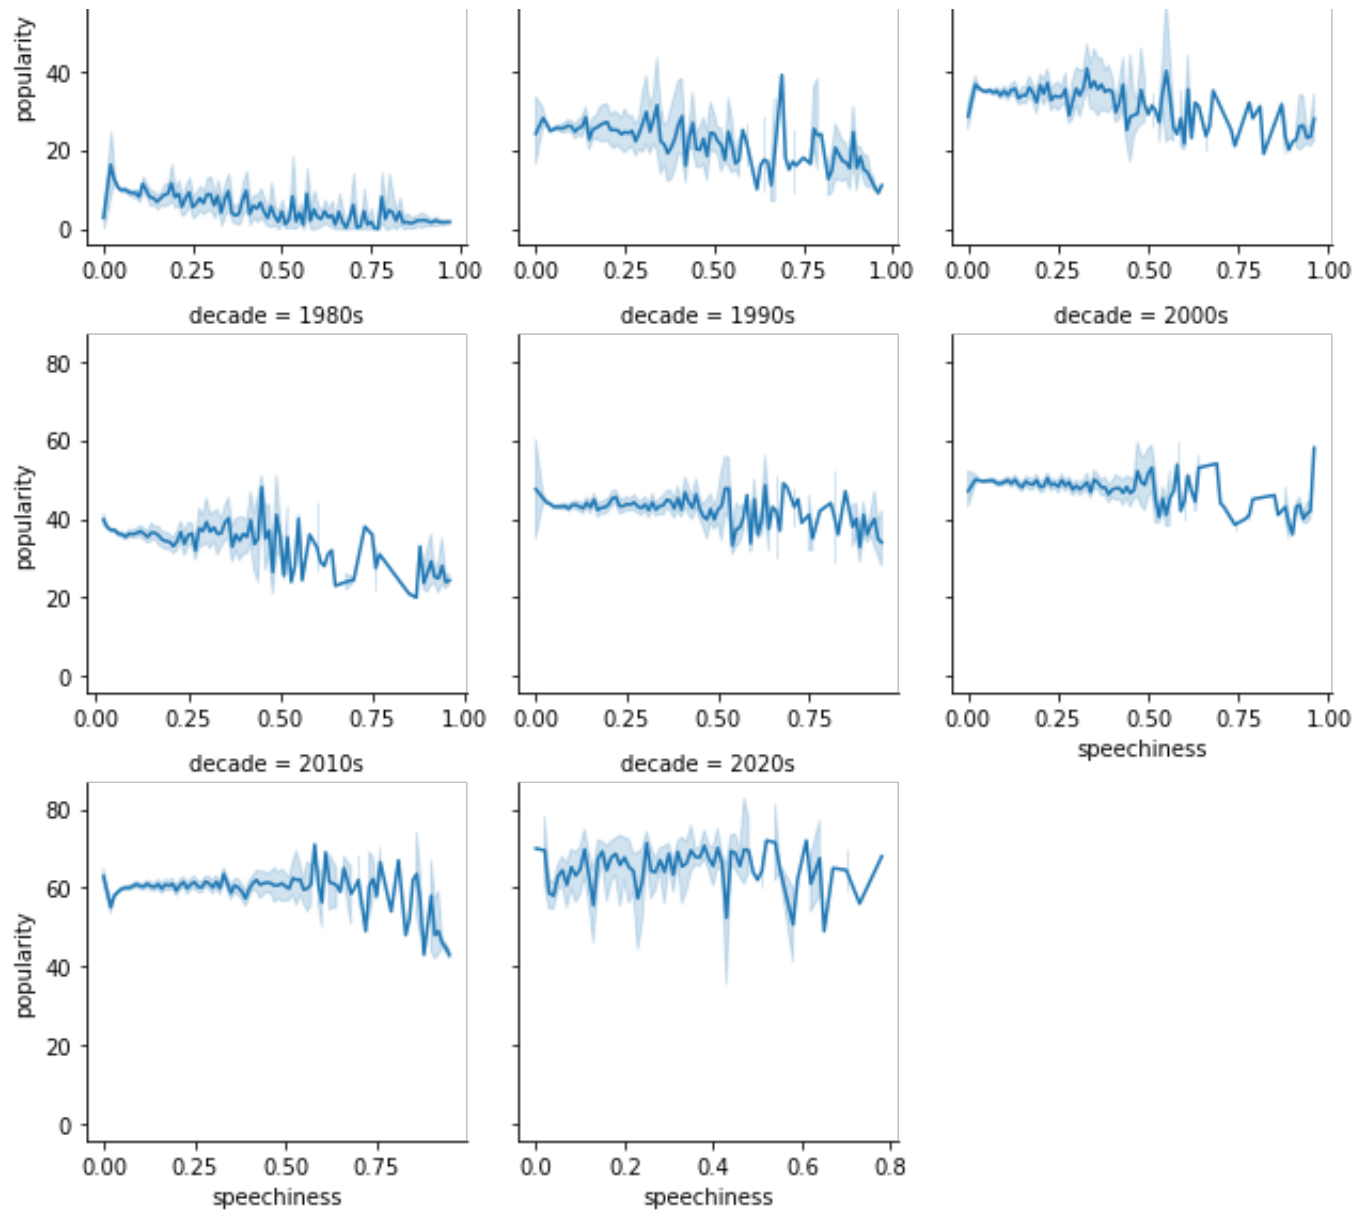 popularity
40
20
0
0.00 0.25 0.50 0.75 1.00
0.00 0.25 0.50 0.75 1.00
0.00 0.25 0.50 0.75 1.00
decade = 1980s
decade = 1990s
decade = 2000s
popularity
80
60
40
20
0
0.00 0.25 0.50 0.75 1.00
0.00 0.25 0.50 0.75
0.00 0.25 0.50 0.75 1.00
speechiness
decade = 2010s
decade = 2020s
popularity
80
60
40
20
0
0.00 0.25 0.50 0.75
0.0 0.2 0.4 0.6 0.8
speechiness
speechiness